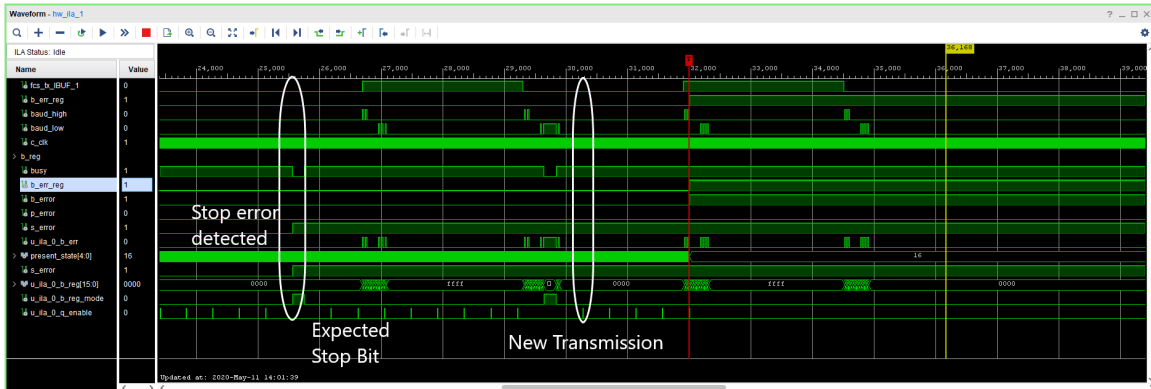 Waveform - hw_ila_1
ILA Status: Idle
Name Value
24,000 25,000 26,000 27,000 28,000 29,000 30,000 31,000 32,000 33,000 34,000 35,000 36,000 37,000 38,000 39,000
36,168
T
fcs_tx_IBUF_1 0
b_err_reg 1
baud_high 0
baud_low 0
c_clk 1
b_reg
busy 1
b_err_reg 1
b_error 1
p_error 0
s_error 1
u_ila_0_b_err 0
present_state[4:0] 16 16
s_error 1
u_ila_0_b_reg[15:0] 0000 0000 ffff 0000 ffff 0000
u_ila_0_b_reg_mode 0
u_ila_0_q_enable 0
Stop error
detected
Expected
Stop Bit
New Transmission
Updated at: 2020-May-11 14:01:39